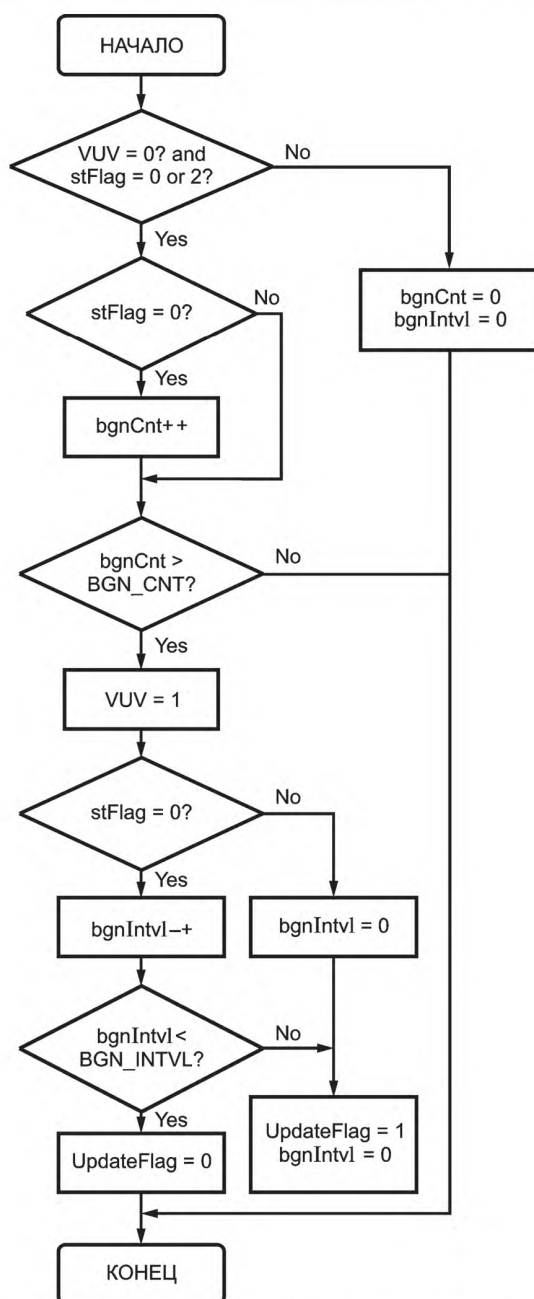 НАЧАЛО
VUV = 0? and
stFlag = 0 or 2?
No
Yes
bgnCnt = 0
bgnIntvl = 0
stFlag = 0?
No
Yes
bgnCnt++
bgnCnt >
BGN_CNT?
No
Yes
VUV = 1
stFlag = 0?
No
Yes
bgnIntvl–+
bgnIntvl = 0
bgnIntvl<
BGN_INTVL?
No
Yes
UpdateFlag = 1
bgnIntvl = 0
UpdateFlag = 0
КОНЕЦ